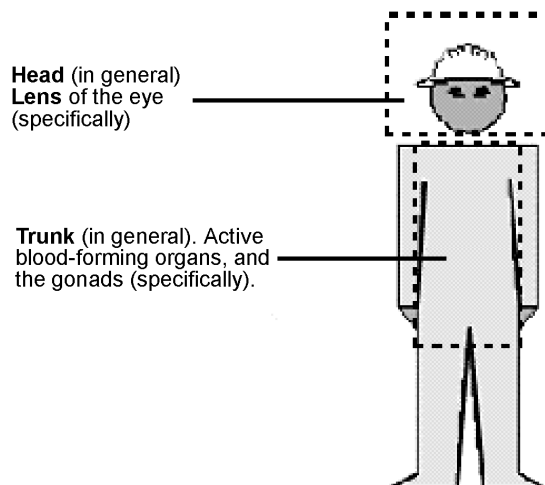 Head (in general)
Lens of the eye
(specifically)
Trunk (in general). Active
blood-forming organs, and
the gonads (specifically).